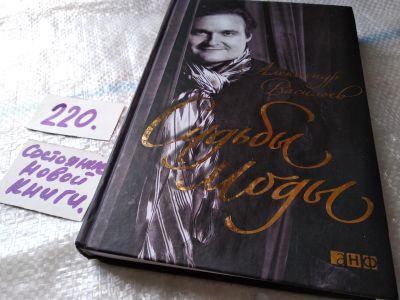 220.
Состояние
новой
книги.
Александр
Васильев
Судьбы
моды
АНФ